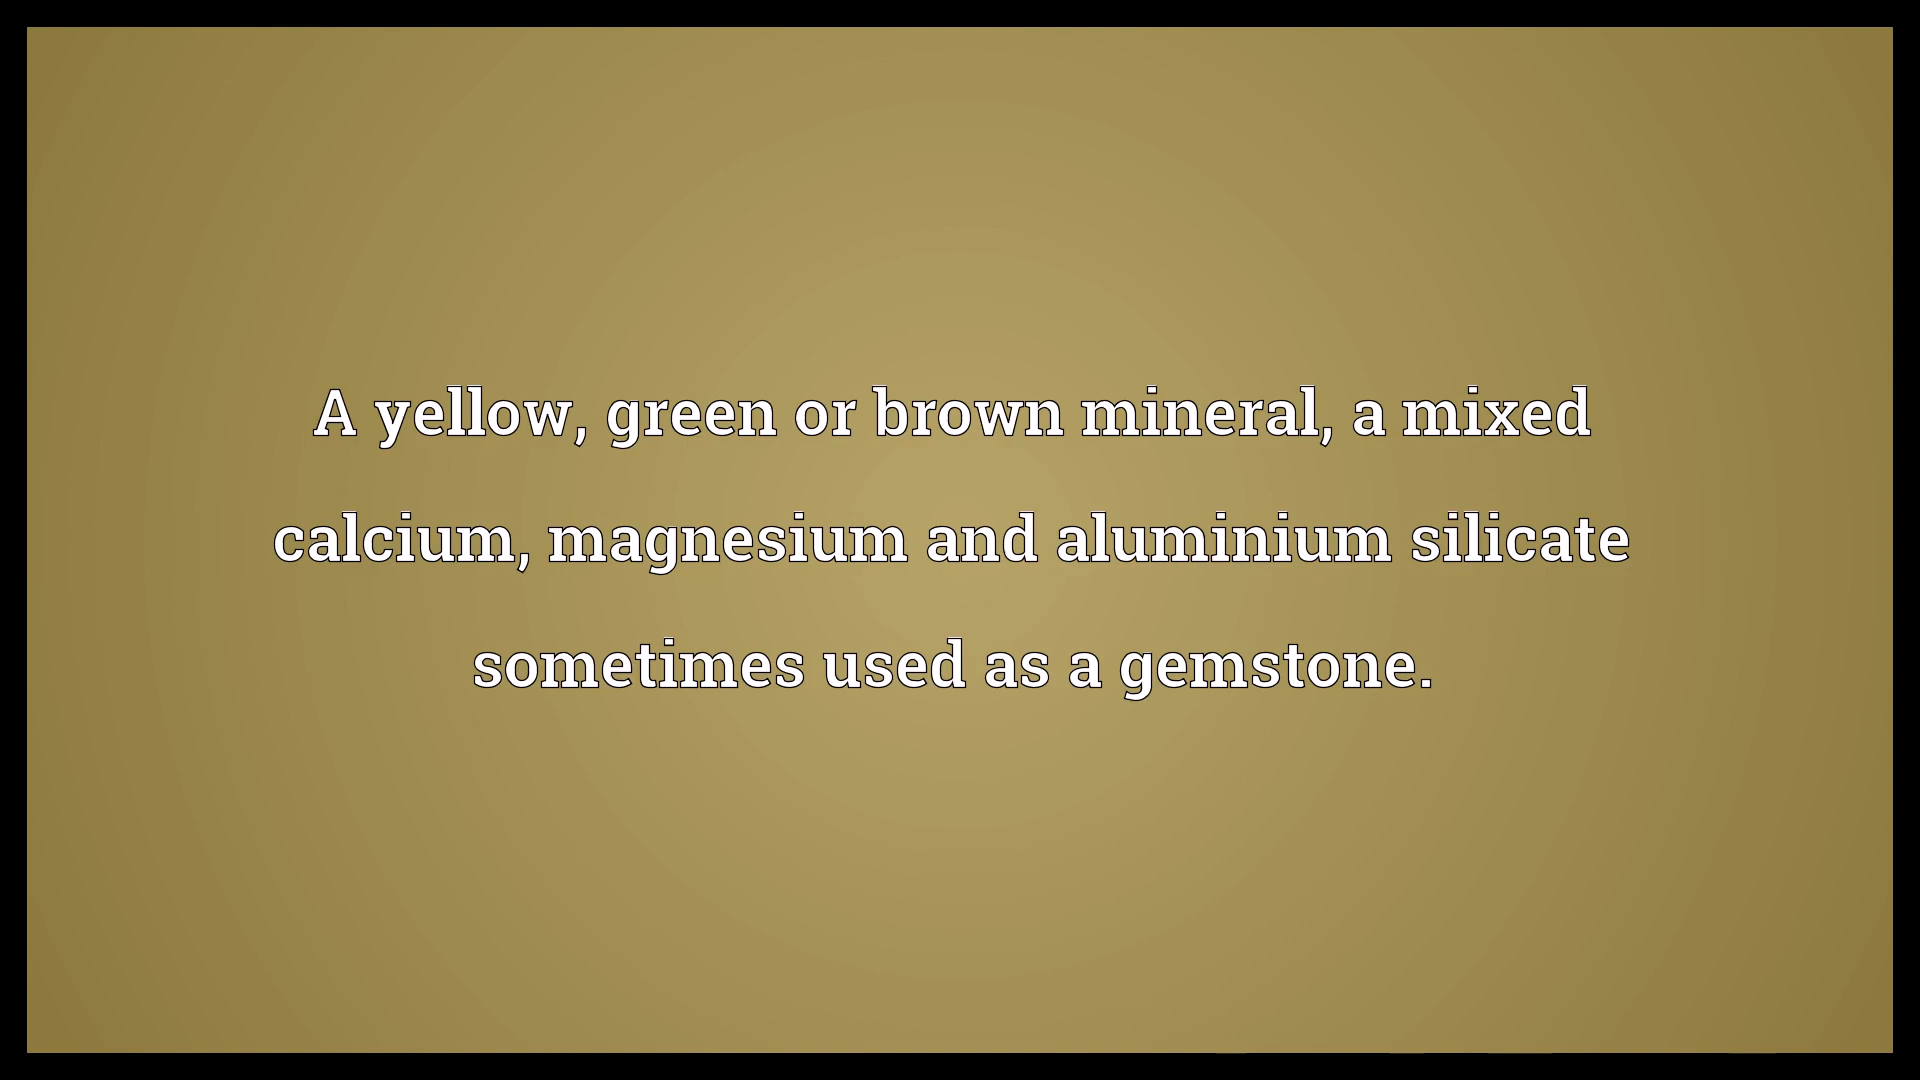 A yellow, green or brown mineral, a mixed
calcium, magnesium and aluminium silicate
sometimes used as a gemstone.